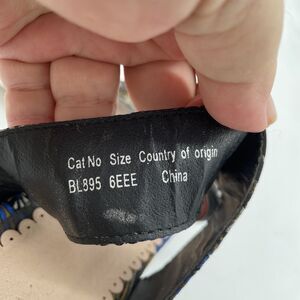 Cat No Size Country of origin
BL895 6EEE China